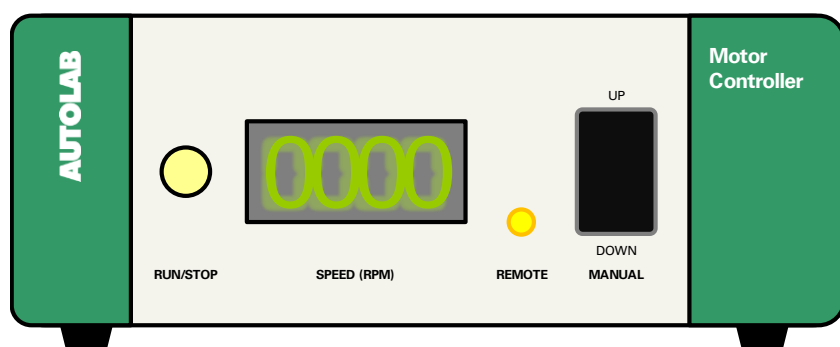 AUTOLAB
Motor
Controller
UP
0000
DOWN
RUN/STOP
SPEED (RPM)
REMOTE
MANUAL